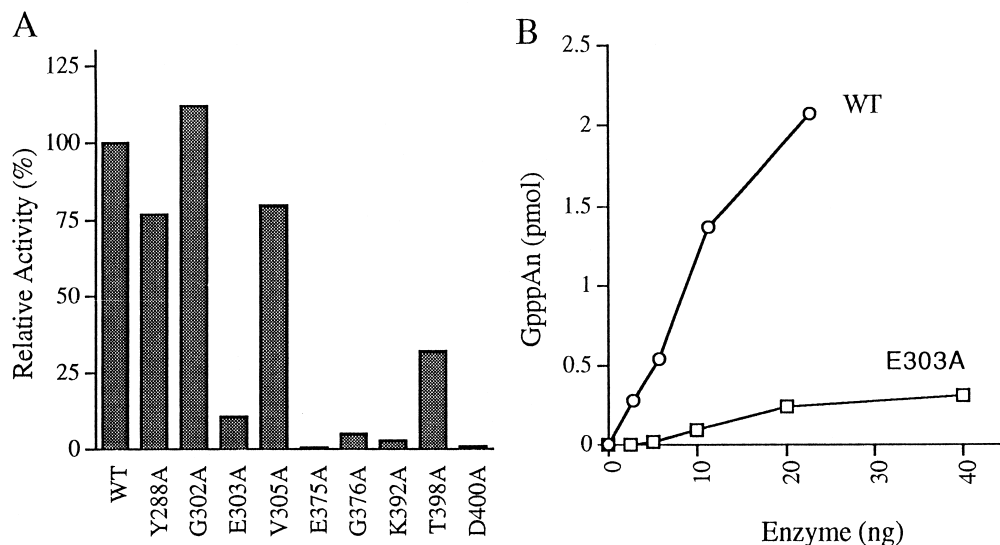 A
Relative Activity (%)
125
100
75
50
25
0
WT
Y288A
G302A
E303A
V305A
E375A
G376A
K392A
T398A
D400A
B
GpppAn (pmol)
2.5
2
1.5
1
0.5
0
WT
E303A
0
10
20
30
40
Enzyme (ng)